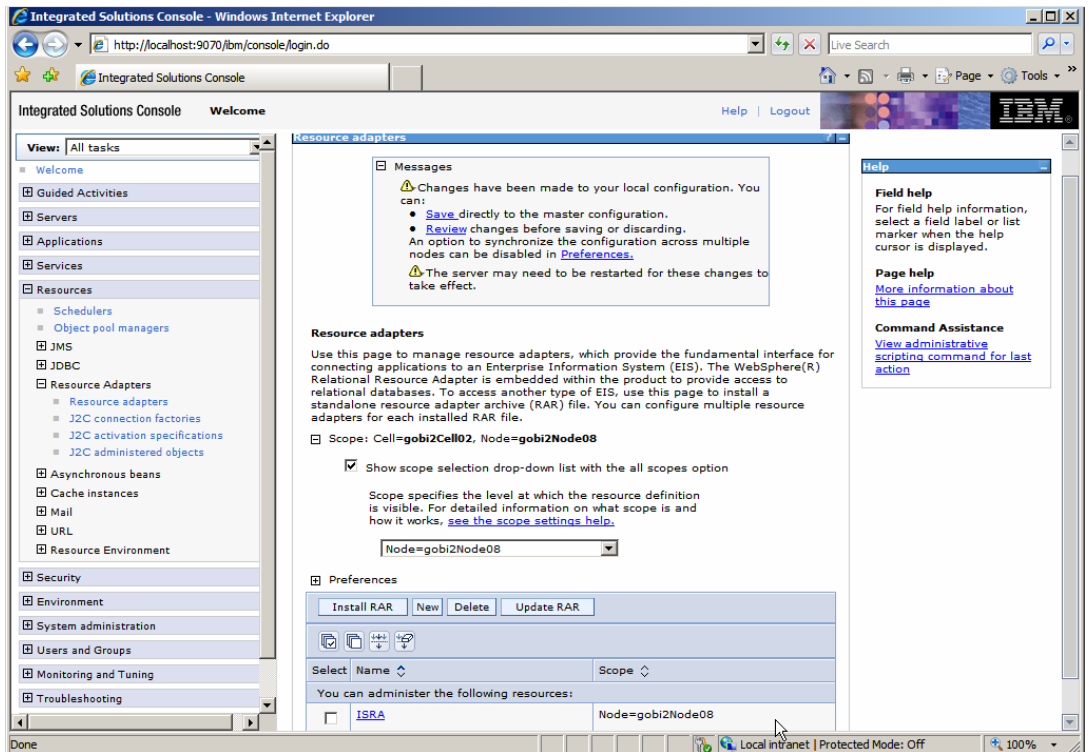 Integrated Solutions Console - Windows Internet Explorer
http://localhost:9070/ibm/console/login.do
Live Search
Integrated Solutions Console
Page
Tools
Integrated Solutions Console Welcome
Help | Logout
IBM
View: All tasks
Welcome
Guided Activities
Servers
Applications
Services
Resources
Schedulers
Object pool managers
JMS
JDBC
Resource Adapters
Resource adapters
J2C connection factories
J2C activation specifications
J2C administered objects
Asynchronous beans
Cache instances
Mail
URL
Resource Environment
Security
Environment
System administration
Users and Groups
Monitoring and Tuning
Troubleshooting
Resource adapters
Messages
Changes have been made to your local configuration. You
can:
Save directly to the master configuration.
Review changes before saving or discarding.
An option to synchronize the configuration across multiple
nodes can be disabled in Preferences.
The server may need to be restarted for these changes to
take effect.
Resource adapters
Use this page to manage resource adapters, which provide the fundamental interface for
connecting applications to an Enterprise Information System (EIS). The WebSphere(R)
Relational Resource Adapter is embedded within the product to provide access to
relational databases. To access another type of EIS, use this page to install a
standalone resource adapter archive (RAR) file. You can configure multiple resource
adapters for each installed RAR file.
Scope: Cell=gobi2Cell02, Node=gobi2Node08
Show scope selection drop-down list with the all scopes option
Scope specifies the level at which the resource definition
is visible. For detailed information on what scope is and
how it works, see the scope settings help.
Node=gobi2Node08
Preferences
Install RAR New Delete Update RAR
Select Name Scope
You can administer the following resources:
ISRA Node=gobi2Node08
Help
Field help
For field help information,
select a field label or list
marker when the help
cursor is displayed.
Page help
More information about
this page
Command Assistance
View administrative
scripting command for last
action
Done
Local intranet | Protected Mode: Off
100%